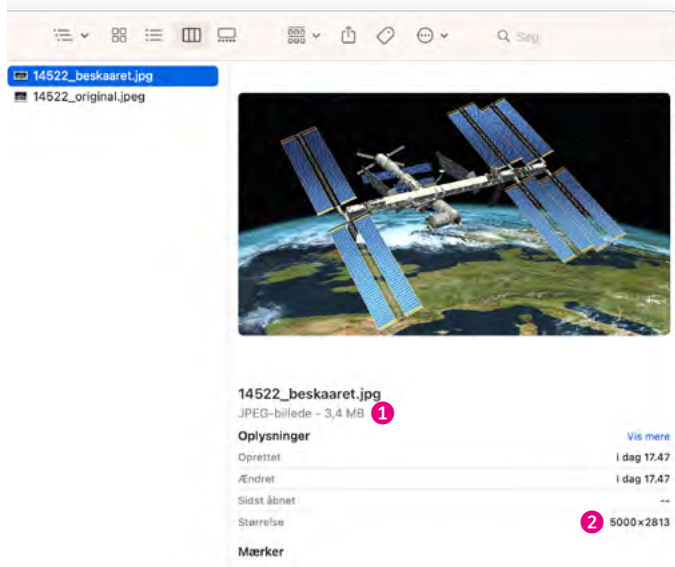 Søg
14522_beskaaret.jpg
14522_original.jpeg
14522_beskaaret.jpg
JPEG-billede - 3,4 MB 1
Oplysninger Vis mere
Oprettet i dag 17.47
Ændret i dag 17.47
Sidst åbnet --
Størrelse 2 5000×2813
Mærker